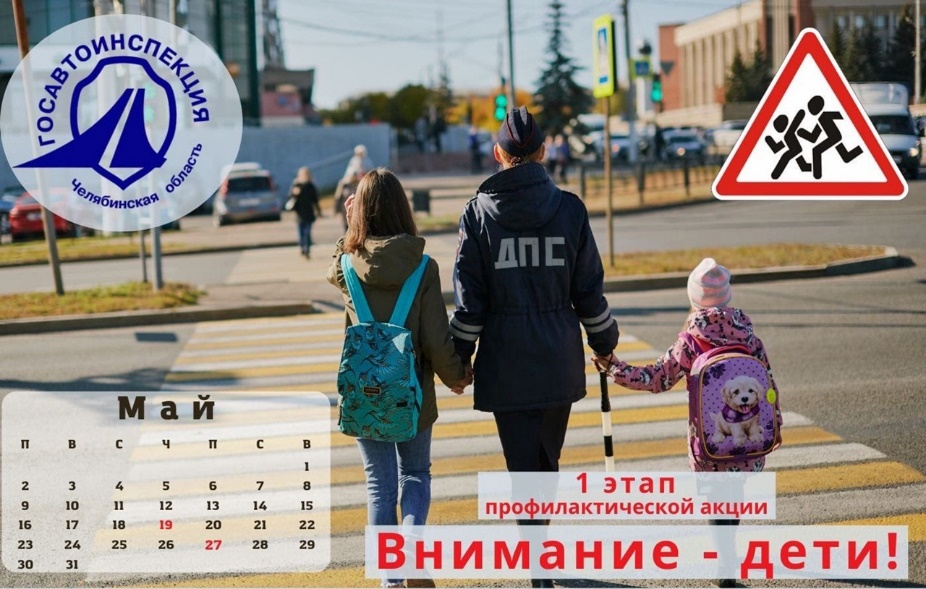 ГОСАВТОИНСПЕКЦИЯ
Челябинская область
ДПС
Май
П В С Ч П С В
1
2 3 4 5 6 7 8
9 10 11 12 13 14 15
16 17 18 19 20 21 22
23 24 25 26 27 28 29
30 31
1 этап
профилактической акции
Внимание - дети!